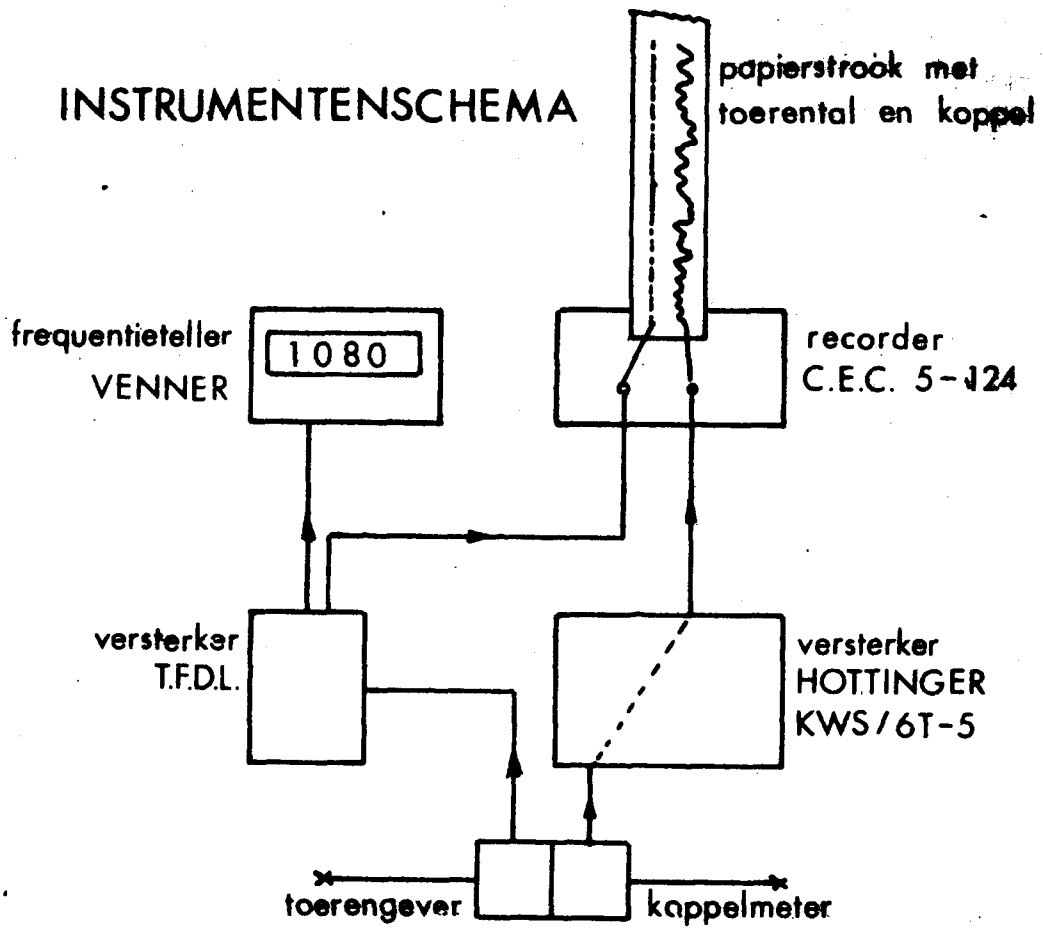 INSTRUMENTENSCHEMA
papierstrook met
toerental en koppel
frequentieteller
VENNER
1080
recorder
C.E.C. 5-124
versterker
T.F.D.L.
versterker
HOTTINGER
KWS/6T-5
toerengever
koppelmeter